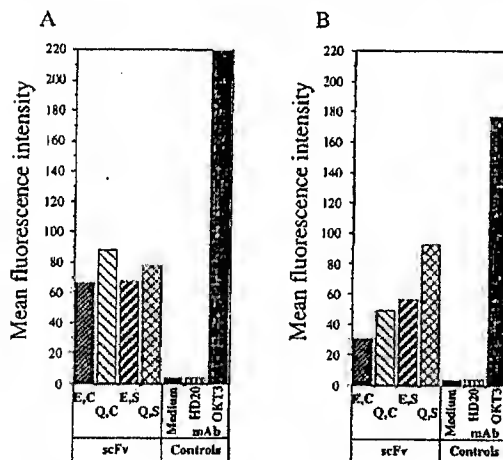 A
Mean fluorescence intensity
220
200
180
160
140
120
100
80
60
40
20
0
E,C
Q,C
E,S
Q,S
Medium
HD20
OKT3
mAb
scFv
Controls
B
Mean fluorescence intensity
220
200
180
160
140
120
100
80
60
40
20
0
E,C
Q,C
E,S
Q,S
Medium
HD20
OKT3
mAb
scFv
Controls